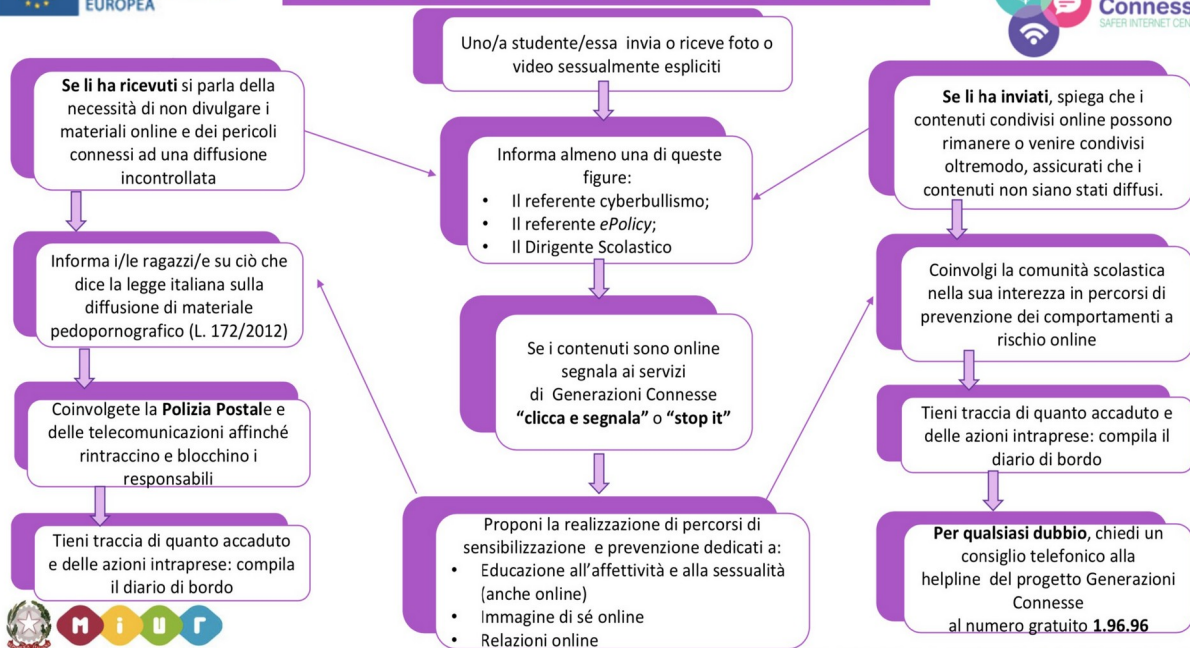 EUROPEA
Conness
SAFER INTERNET CEN
Uno/a studente/essa invia o riceve foto o
video sessualmente espliciti
Se li ha ricevuti si parla della
necessità di non divulgare i
materiali online e dei pericoli
connessi ad una diffusione
incontrollata
Informa almeno una di queste
figure:
• Il referente cyberbullismo;
• Il referente ePolicy;
• Il Dirigente Scolastico
Se li ha inviati, spiega che i
contenuti condivisi online possono
rimanere o venire condivisi
oltremodo, assicurati che i
contenuti non siano stati diffusi.
Informa i/le ragazzi/e su ciò che
dice la legge italiana sulla
diffusione di materiale
pedopornografico (L. 172/2012)
Se i contenuti sono online
segnala ai servizi
di Generazioni Connesse
“clicca e segnala” o “stop it”
Coinvolgi la comunità scolastica
nella sua interezza in percorsi di
prevenzione dei comportamenti a
rischio online
Coinvolgete la Polizia Postale e
delle telecomunicazioni affinché
rintraccino e blocchino i
responsabili
Tieni traccia di quanto accaduto e
delle azioni intraprese: compila il
diario di bordo
Tieni traccia di quanto accaduto
e delle azioni intraprese: compila
il diario di bordo
Proponi la realizzazione di percorsi di
sensibilizzazione e prevenzione dedicati a:
• Educazione all’affettività e alla sessualità
(anche online)
• Immagine di sé online
• Relazioni online
Per qualsiasi dubbio, chiedi un
consiglio telefonico alla
helpline del progetto Generazioni
Connesse
al numero gratuito 1.96.96
miur